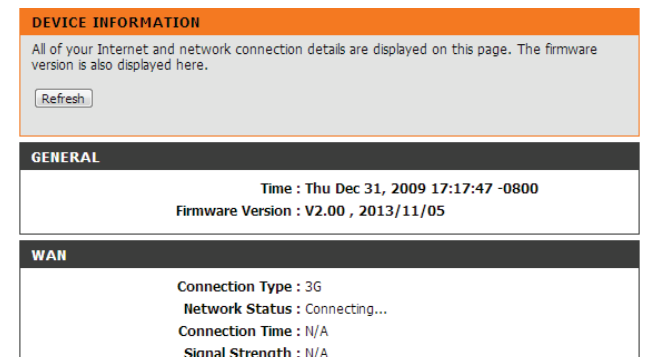 DEVICE INFORMATION
All of your Internet and network connection details are displayed on this page. The firmware
version is also displayed here.
Refresh
GENERAL
Time : Thu Dec 31, 2009 17:17:47 -0800
Firmware Version : V2.00 , 2013/11/05
WAN
Connection Type : 3G
Network Status : Connecting...
Connection Time : N/A
Signal Strength : N/A